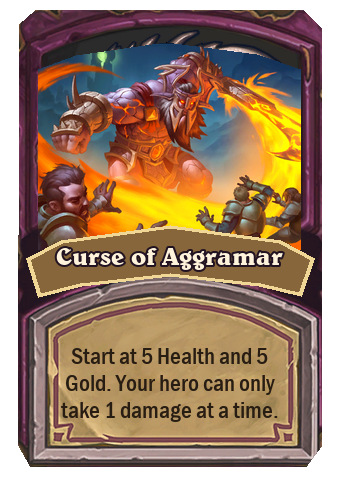 Curse of Aggramar
Start at 5 Health and 5
Gold. Your hero can only
take 1 damage at a time.